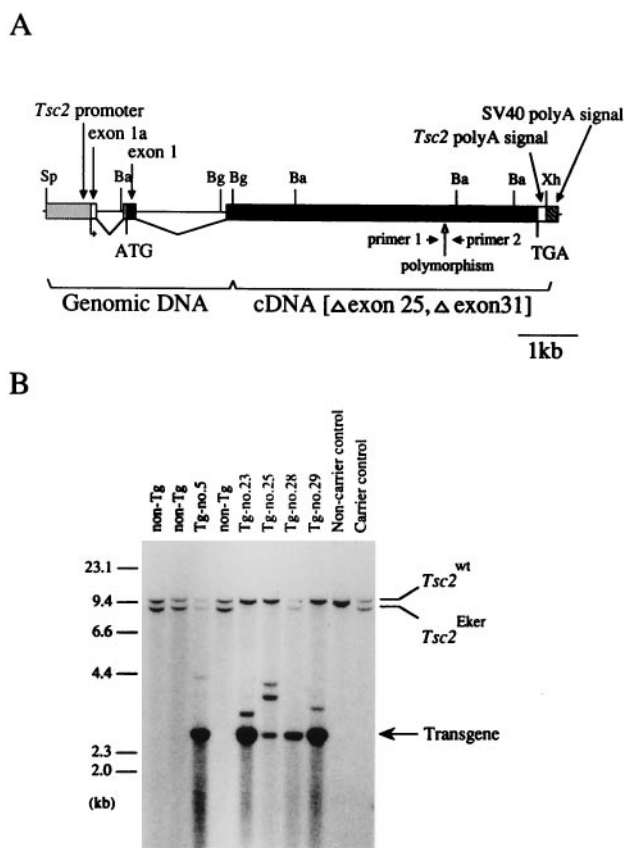 A
Tsc2 promoter
exon 1a
exon 1
SV40 polyA signal
Tsc2 polyA signal
Sp
Ba
Bg
Bg
Ba
Ba
Ba
Xh
ATG
primer 1
primer 2
polymorphism
TGA
Genomic DNA
cDNA [Δexon 25, Δ exon31]
1kb
B
non-Tg
non-Tg
Tg-no.5
non-Tg
Tg-no.23
Tg-no.25
Tg-no.28
Tg-no.29
Non-carrier control
Carrier control
23.1
9.4
6.6
4.4
2.3
2.0
(kb)
Tsc2wt
Tsc2Eker
Transgene